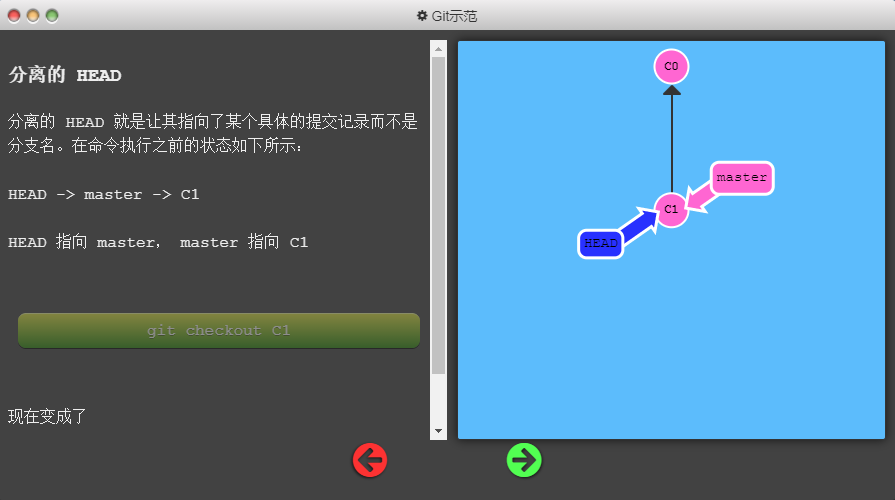 Git示范
分离的 HEAD
分离的 HEAD 就是让其指向了某个具体的提交记录而不是
分支名。在命令执行之前的状态如下所示:
HEAD -> master -> C1
HEAD 指向 master, master 指向 C1
git checkout C1
现在变成了
C0
master
C1
HEAD